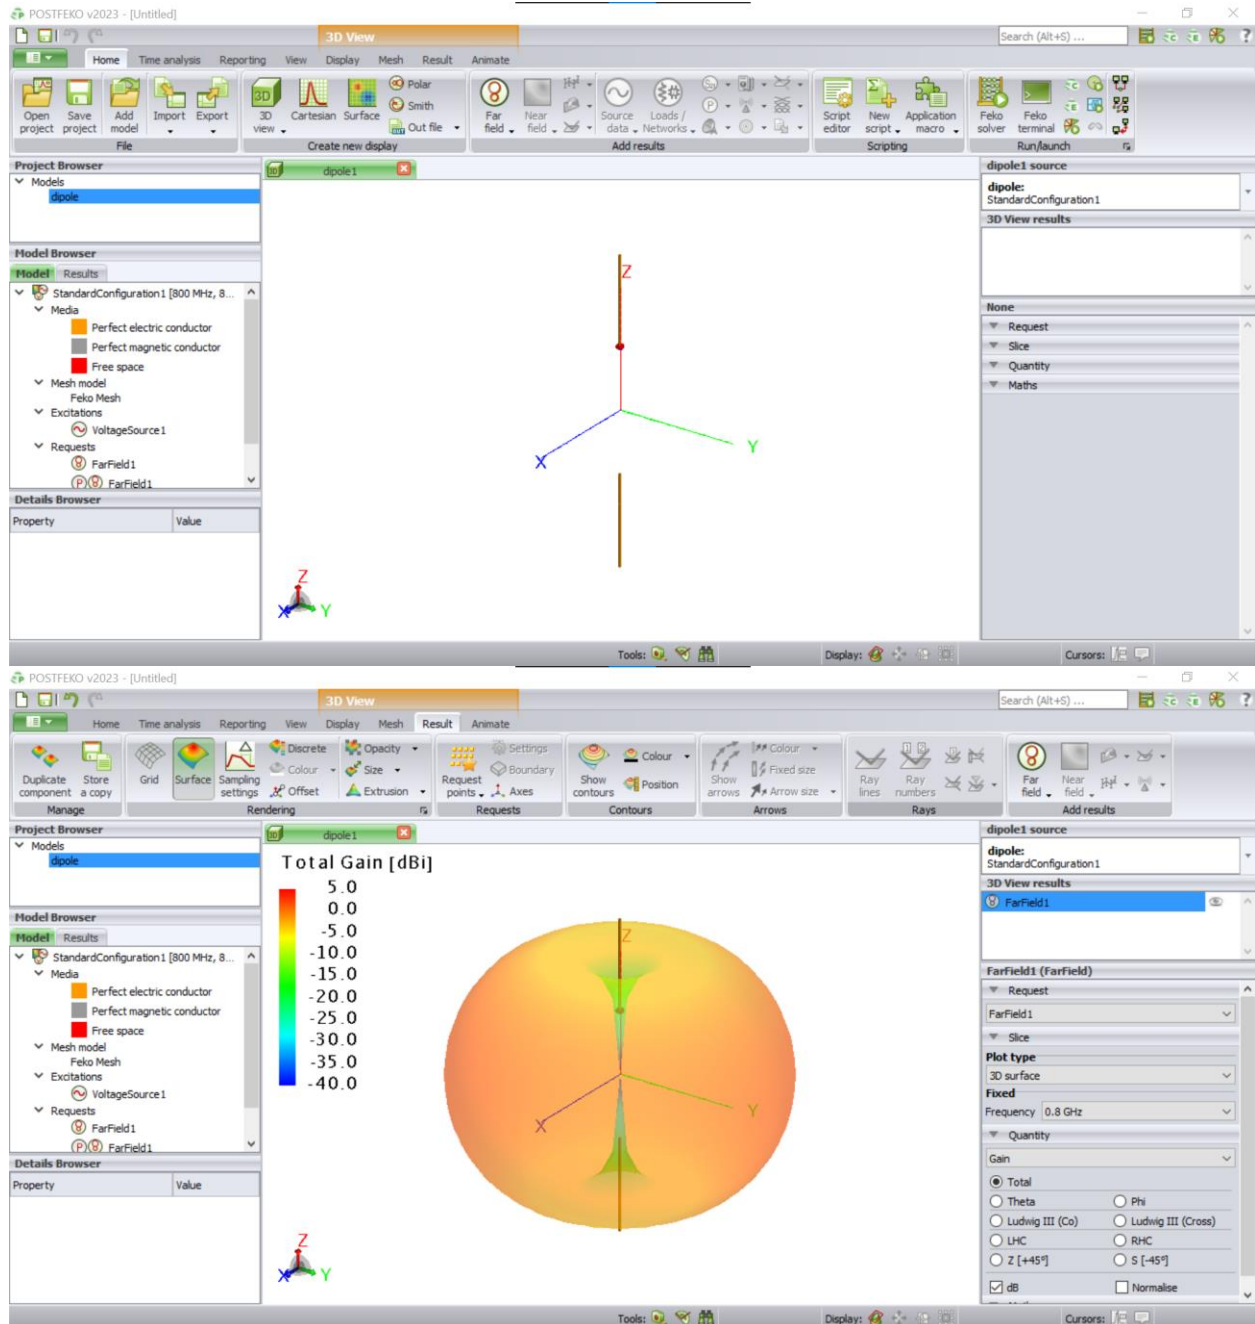 POSTFEKO v2023 - [Untitled]
3D View
Search (Alt+S) ...
Home Time analysis Reporting View Display Mesh Result Animate
Open project
Save project
Add model
Import
Export
File
3D view
Cartesian
Surface
Polar
Smith
Out file
Create new display
Far field
Near field
Source data
Loads / Networks
Add results
Script editor
New script
Application macro
Scripting
Feko solver
Feko terminal
Run/launch
Project Browser
Models
dipole
Model Browser
Model Results
StandardConfiguration1 [800 MHz, 8...
Media
Perfect electric conductor
Perfect magnetic conductor
Free space
Mesh model
Feko Mesh
Excitations
VoltageSource1
Requests
FarField1
FarField1
Details Browser
Property Value
dipole1
Z
X
Y
Z
X Y
dipole1 source
dipole:
StandardConfiguration1
3D View results
None
Request
Slice
Quantity
Maths
Tools:
Display:
Cursors:
POSTFEKO v2023 - [Untitled]
3D View
Search (Alt+S) ...
Home Time analysis Reporting View Display Mesh Result Animate
Duplicate component
Store a copy
Manage
Grid
Surface
Sampling settings
Discrete
Colour
Offset
Opacity
Size
Extrusion
Rendering
Request points
Settings
Boundary
Axes
Requests
Show contours
Colour
Position
Contours
Show arrows
Colour
Fixed size
Arrow size
Arrows
Ray lines
Ray numbers
Rays
Far field
Near field
Add results
Project Browser
Models
dipole
Model Browser
Model Results
StandardConfiguration1 [800 MHz, 8...
Media
Perfect electric conductor
Perfect magnetic conductor
Free space
Mesh model
Feko Mesh
Excitations
VoltageSource1
Requests
FarField1
FarField1
Details Browser
Property Value
dipole1
Total Gain [dBi]
5.0
0.0
-5.0
-10.0
-15.0
-20.0
-25.0
-30.0
-35.0
-40.0
Z
X
Y
Z
X Y
dipole1 source
dipole:
StandardConfiguration1
3D View results
FarField1
FarField1 (FarField)
Request
FarField1
Slice
Plot type
3D surface
Fixed
Frequency 0.8 GHz
Quantity
Gain
Total
Theta Phi
Ludwig III (Co) Ludwig III (Cross)
LHC RHC
Z [+45º] S [-45º]
dB Normalise
Tools:
Display:
Cursors: